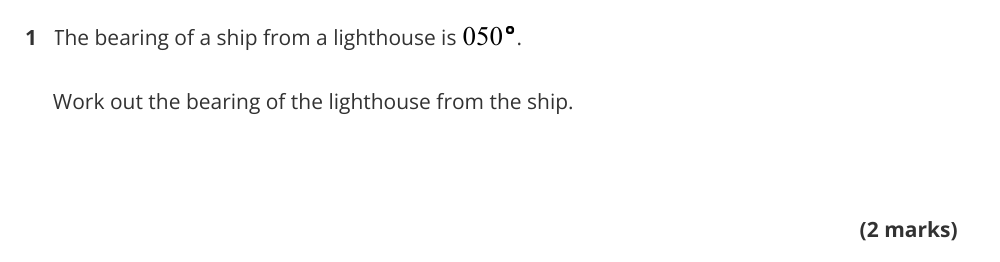 1 The bearing of a ship from a lighthouse is 050°.
Work out the bearing of the lighthouse from the ship.
(2 marks)